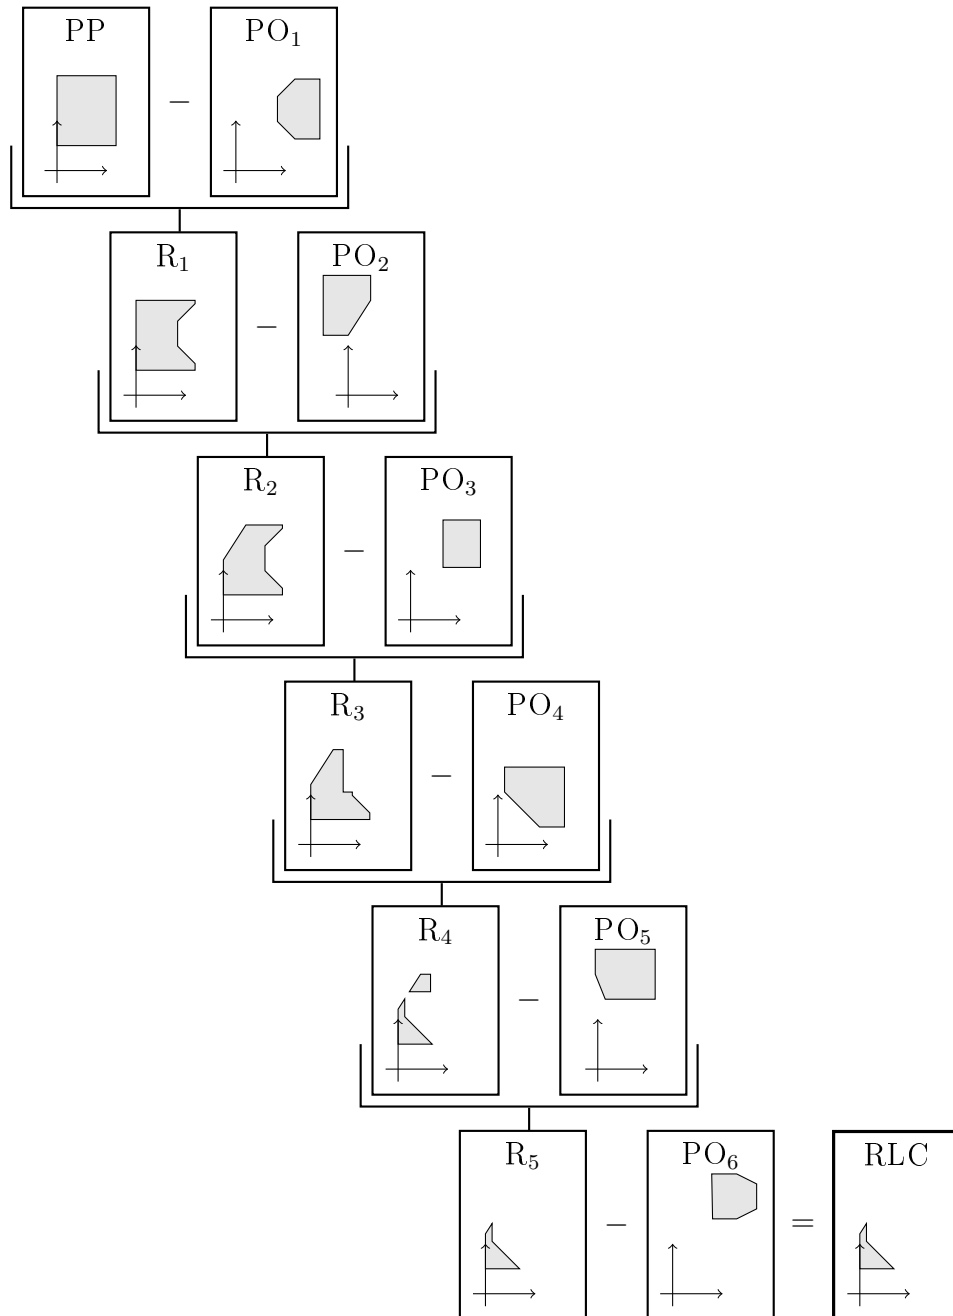 PP
PO₁
−
R₁
PO₂
−
R₂
PO₃
−
R₃
PO₄
−
R₄
PO₅
−
R₅
PO₆
RLC
− =